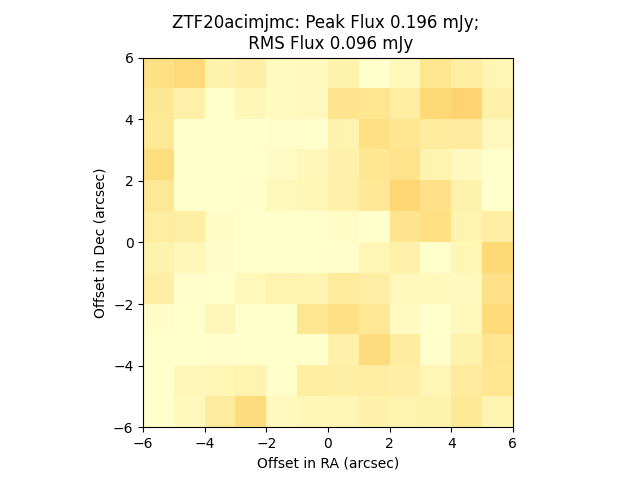 ZTF20acimjmc: Peak Flux 0.196 mJy;
RMS Flux 0.096 mJy
6
4
2
0
−2
−4
−6
Offset in Dec (arcsec)
−6 −4 −2 0 2 4 6
Offset in RA (arcsec)